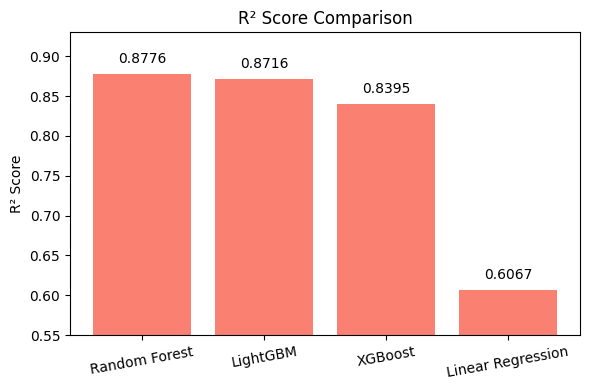 R² Score Comparison
R² Score
0.90
0.85
0.80
0.75
0.70
0.65
0.60
0.55
0.8776
0.8716
0.8395
0.6067
Random Forest
LightGBM
XGBoost
Linear Regression